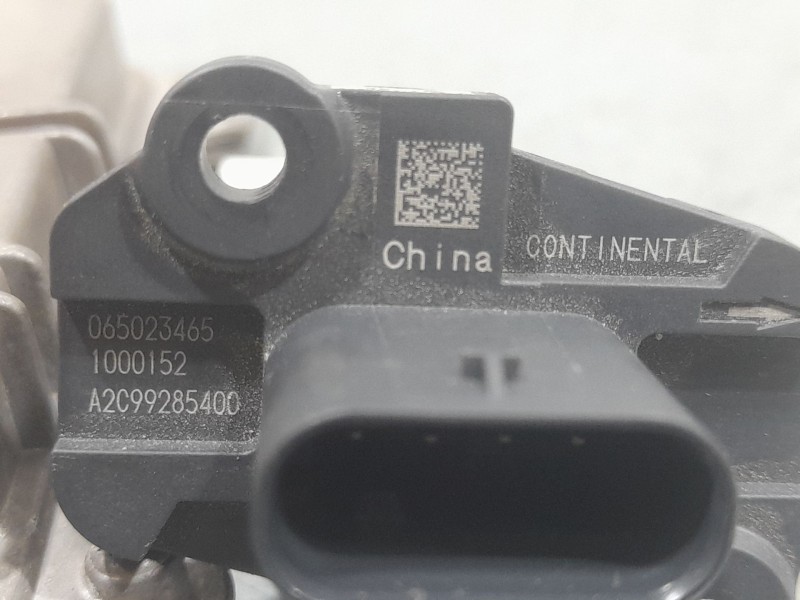 China
CONTINENTAL
065023465
1000152
A2C99285400